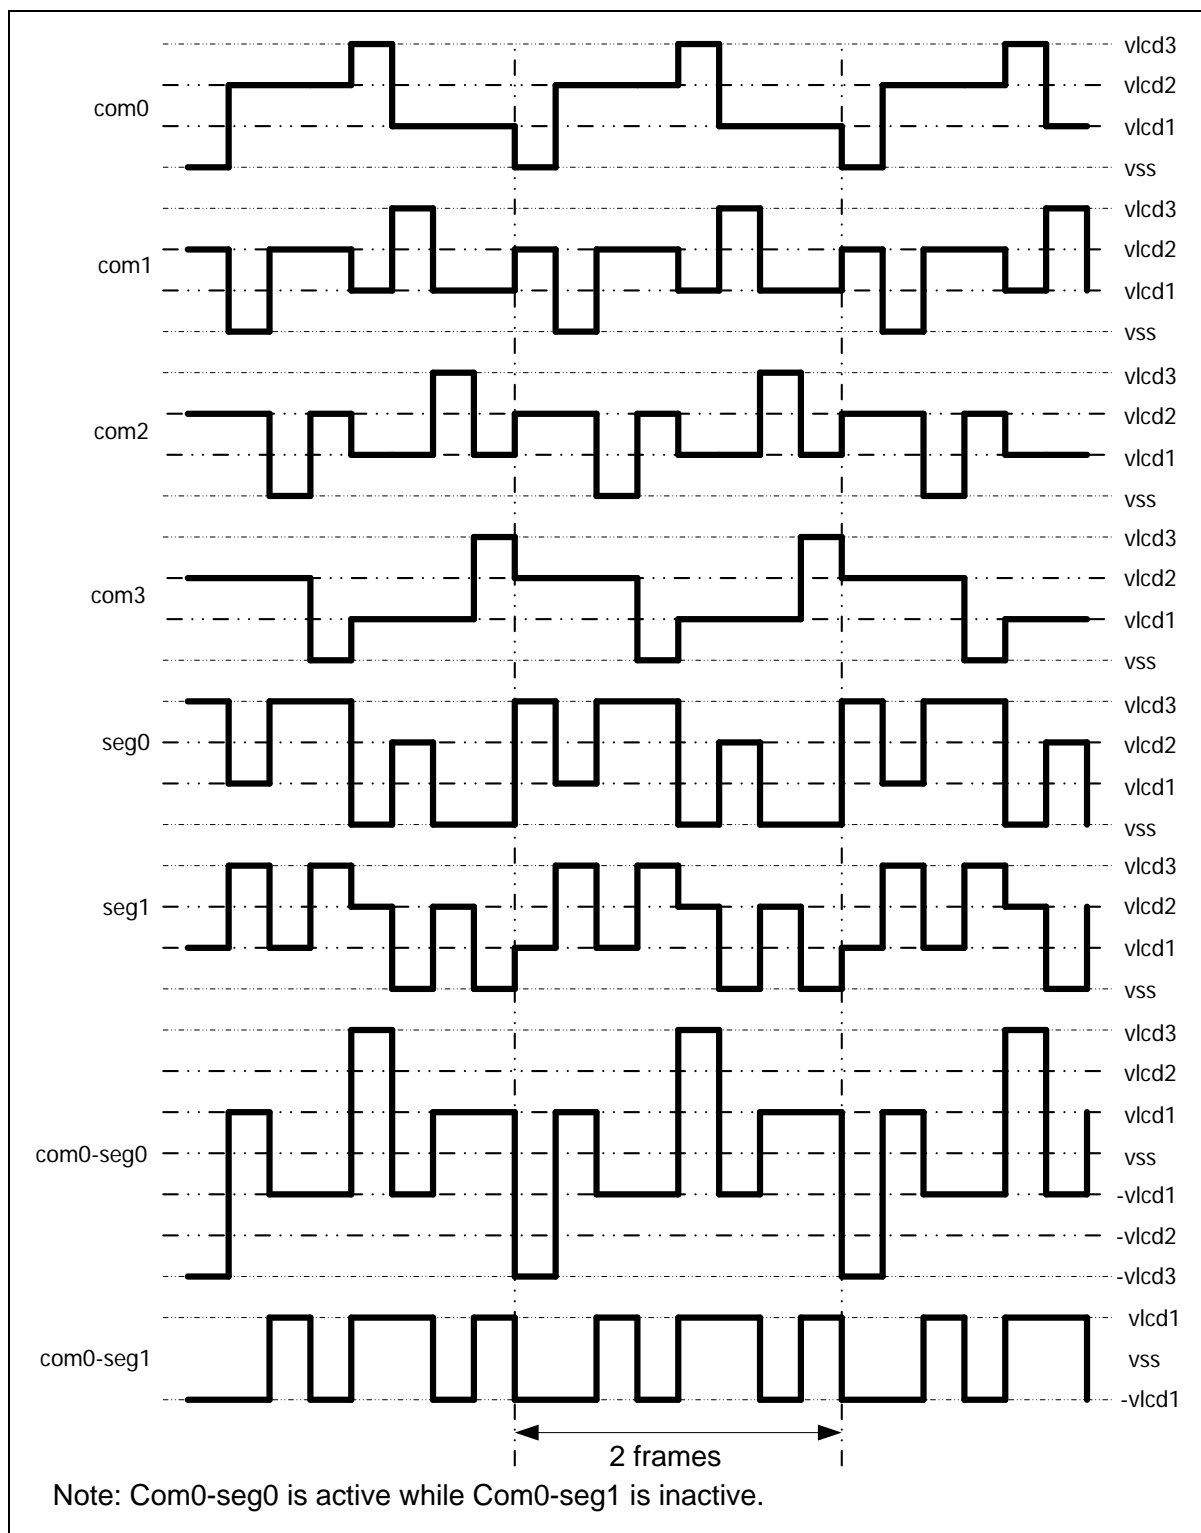 com0
vlcd3
vlcd2
vlcd1
vss
com1
vlcd3
vlcd2
vlcd1
vss
com2
vlcd3
vlcd2
vlcd1
vss
com3
vlcd3
vlcd2
vlcd1
vss
seg0
vlcd3
vlcd2
vlcd1
vss
seg1
vlcd3
vlcd2
vlcd1
vss
com0-seg0
vlcd3
vlcd2
vlcd1
vss
-vlcd1
-vlcd2
-vlcd3
com0-seg1
vlcd1
vss
-vlcd1
2 frames
Note: Com0-seg0 is active while Com0-seg1 is inactive.